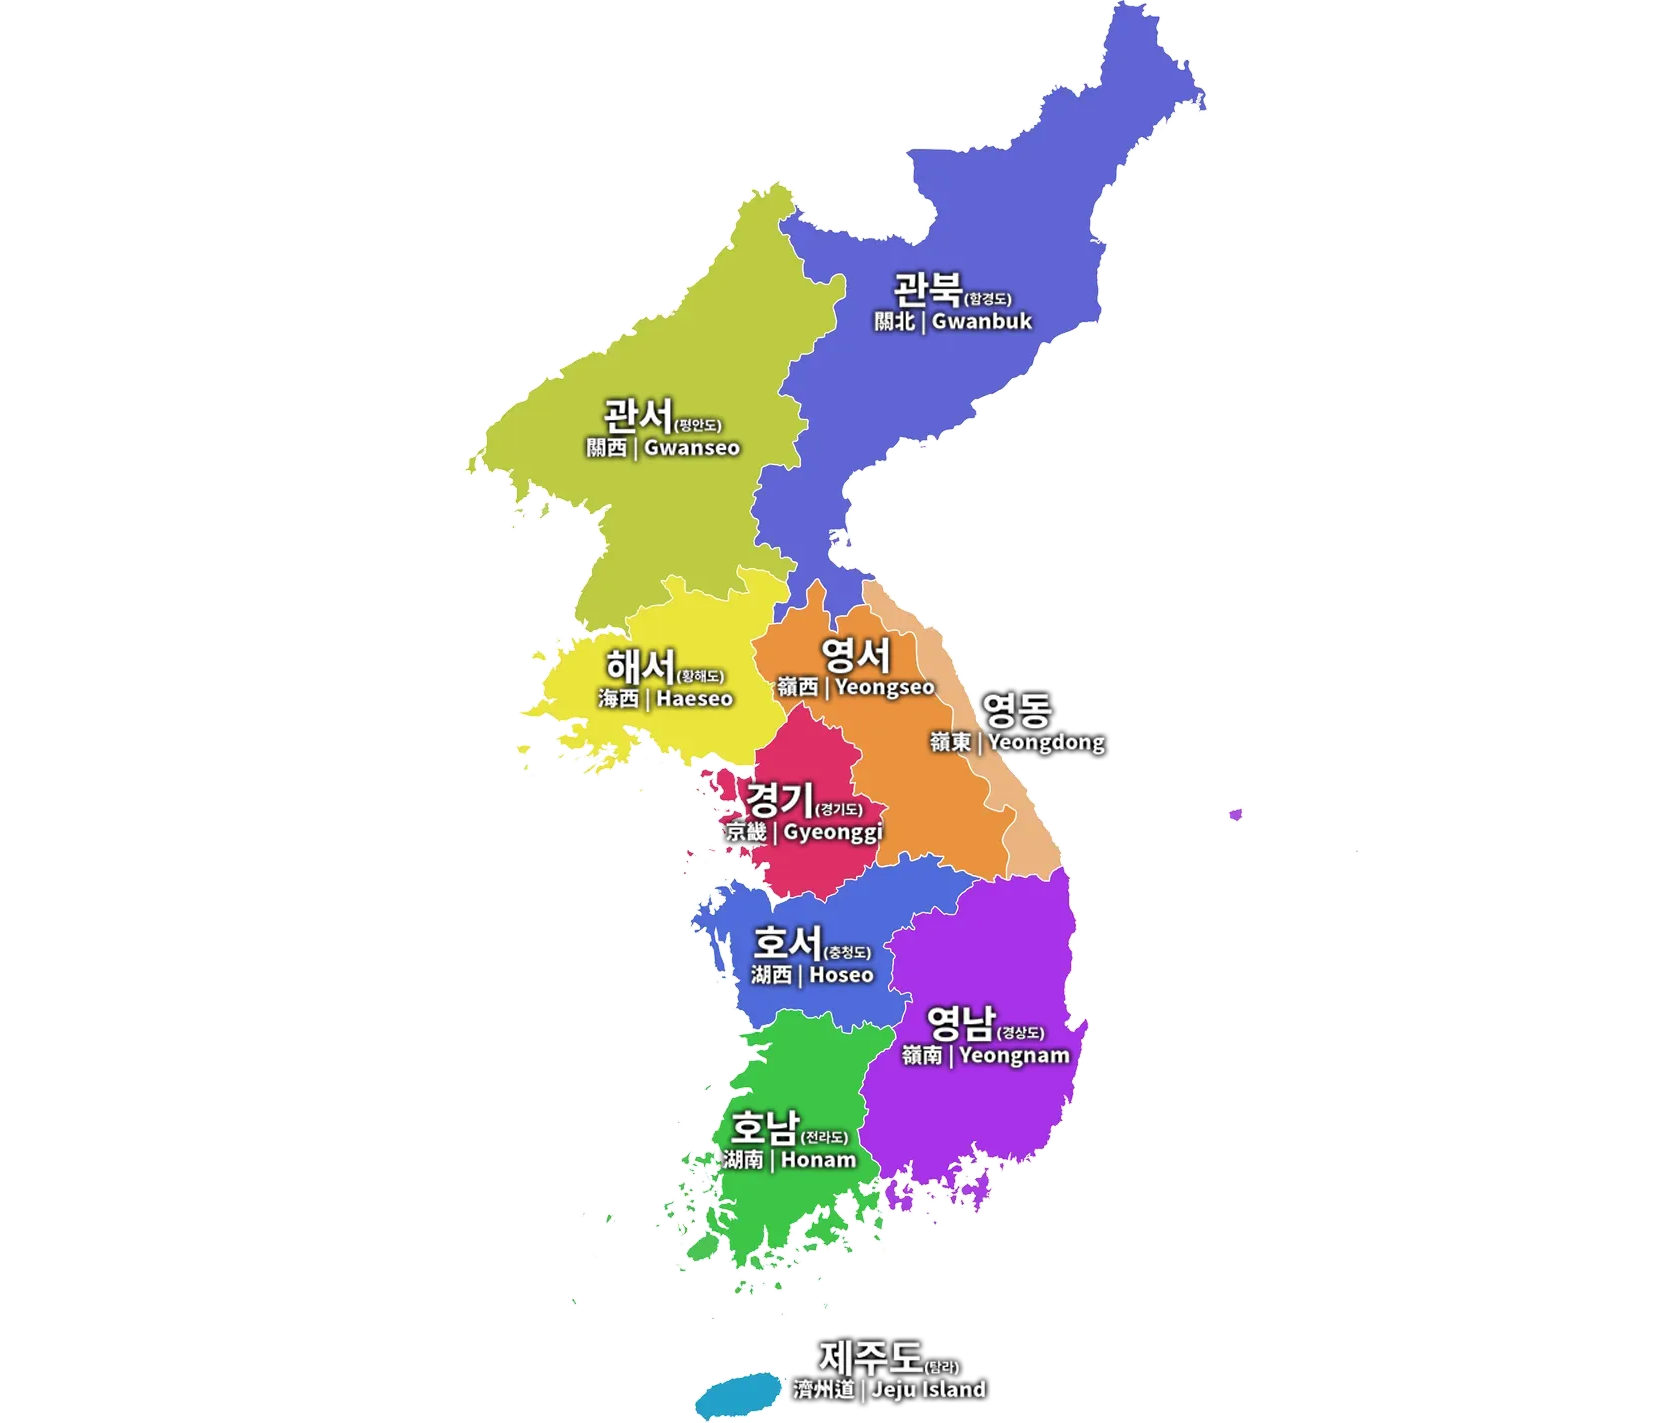 관북(함경도)
關北 | Gwanbuk
관서(평안도)
關西 | Gwanseo
영서
嶺西 | Yeongseo
해서(황해도)
海西 | Haeseo
영동
嶺東 | Yeongdong
경기(경기도)
京畿 | Gyeonggi
호서(충청도)
湖西 | Hoseo
영남(경상도)
嶺南 | Yeongnam
호남(전라도)
湖南 | Honam
제주도(탐라)
濟州道 | Jeju Island